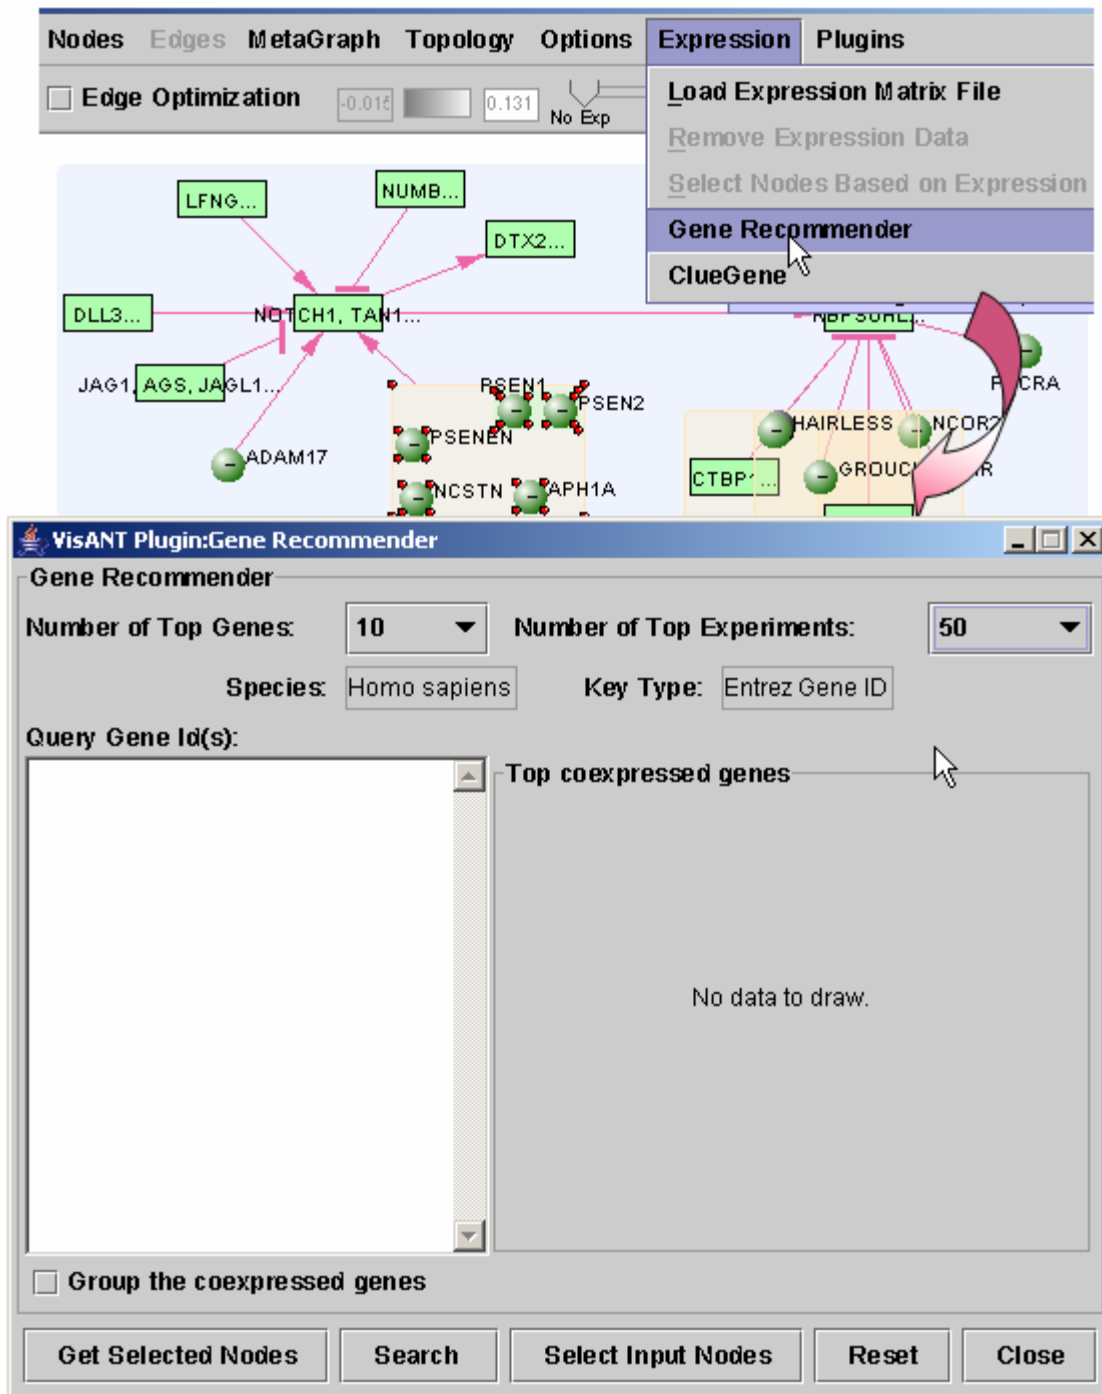 Nodes Edges MetaGraph Topology Options Expression Plugins
Edge Optimization -0.015 0.131 No Exp
Load Expression Matrix File
Remove Expression Data
Select Nodes Based on Expression
Gene Recommender
ClueGene
LFNG...
NUMB...
DTX2...
DLL3...
NOTCH1, TAN1...
JAG1, AGS, JAGL1...
ADAM17
PSEN1
PSEN2
PSENEN
NCSTN
APH1A
HAIRLESS
NCOR2
CTBP1...
VisANT Plugin:Gene Recommender
Gene Recommender
Number of Top Genes: 10 Number of Top Experiments: 50
Species: Homo sapiens Key Type: Entrez Gene ID
Query Gene Id(s):
Top coexpressed genes
No data to draw.
Group the coexpressed genes
Get Selected Nodes Search Select Input Nodes Reset Close